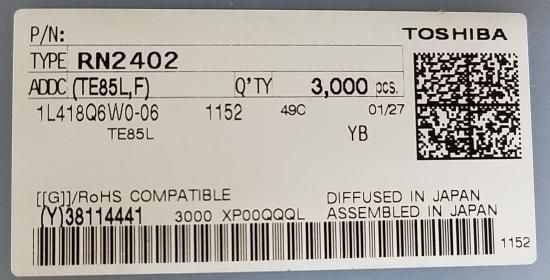 P/N: TOSHIBA
TYPE RN2402
ADDC (TE85L,F) Q'TY 3,000 pcs.
1L418Q6W0-06 1152 49C 01/27
TE85L YB
[[G]]/RoHS COMPATIBLE DIFFUSED IN JAPAN
(Y)38114441 3000 XP00QQQL ASSEMBLED IN JAPAN
1152